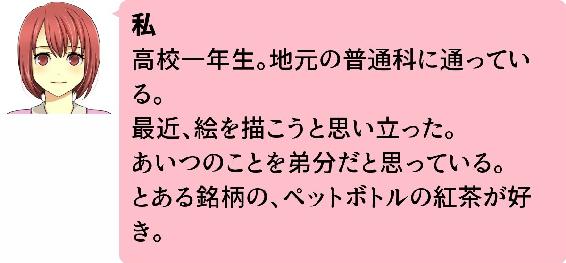 私
高校一年生。地元の普通科に通ってい
る。
最近、絵を描こうと思い立った。
あいつのことを弟分だと思っている。
とある銘柄の、ペットボトルの紅茶が好
き。